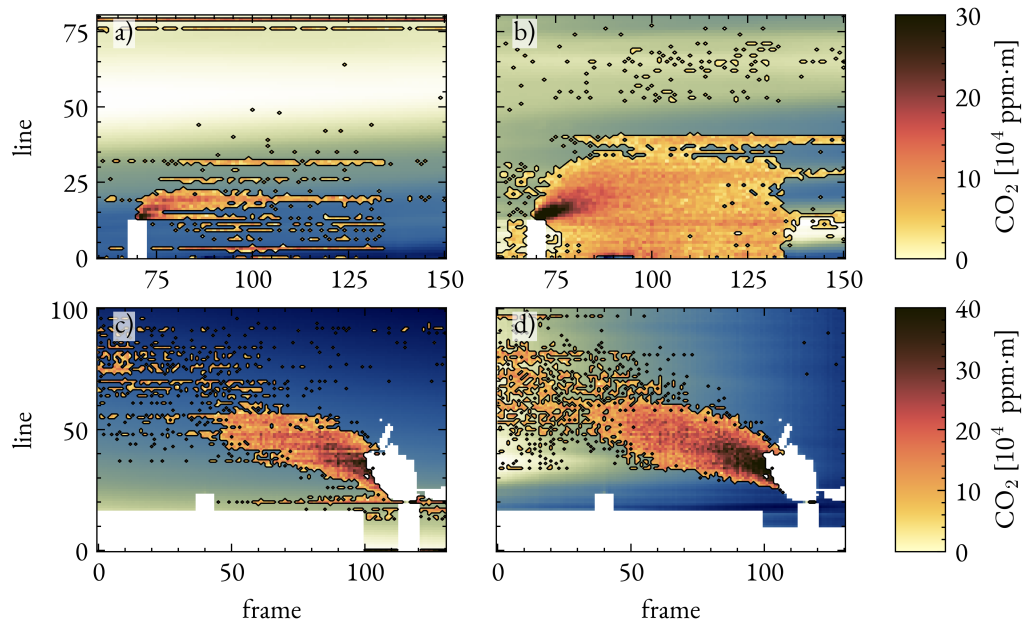 a) b) 30
75
50 20
line CO₂ [10⁴ ppm·m]
25 10
0 0
75 100 125 150 75 100 125 150
100 c) d) 40
30
line 50 20 CO₂ [10⁴ ppm·m]
10
0 0
0 50 100 0 50 100
frame frame